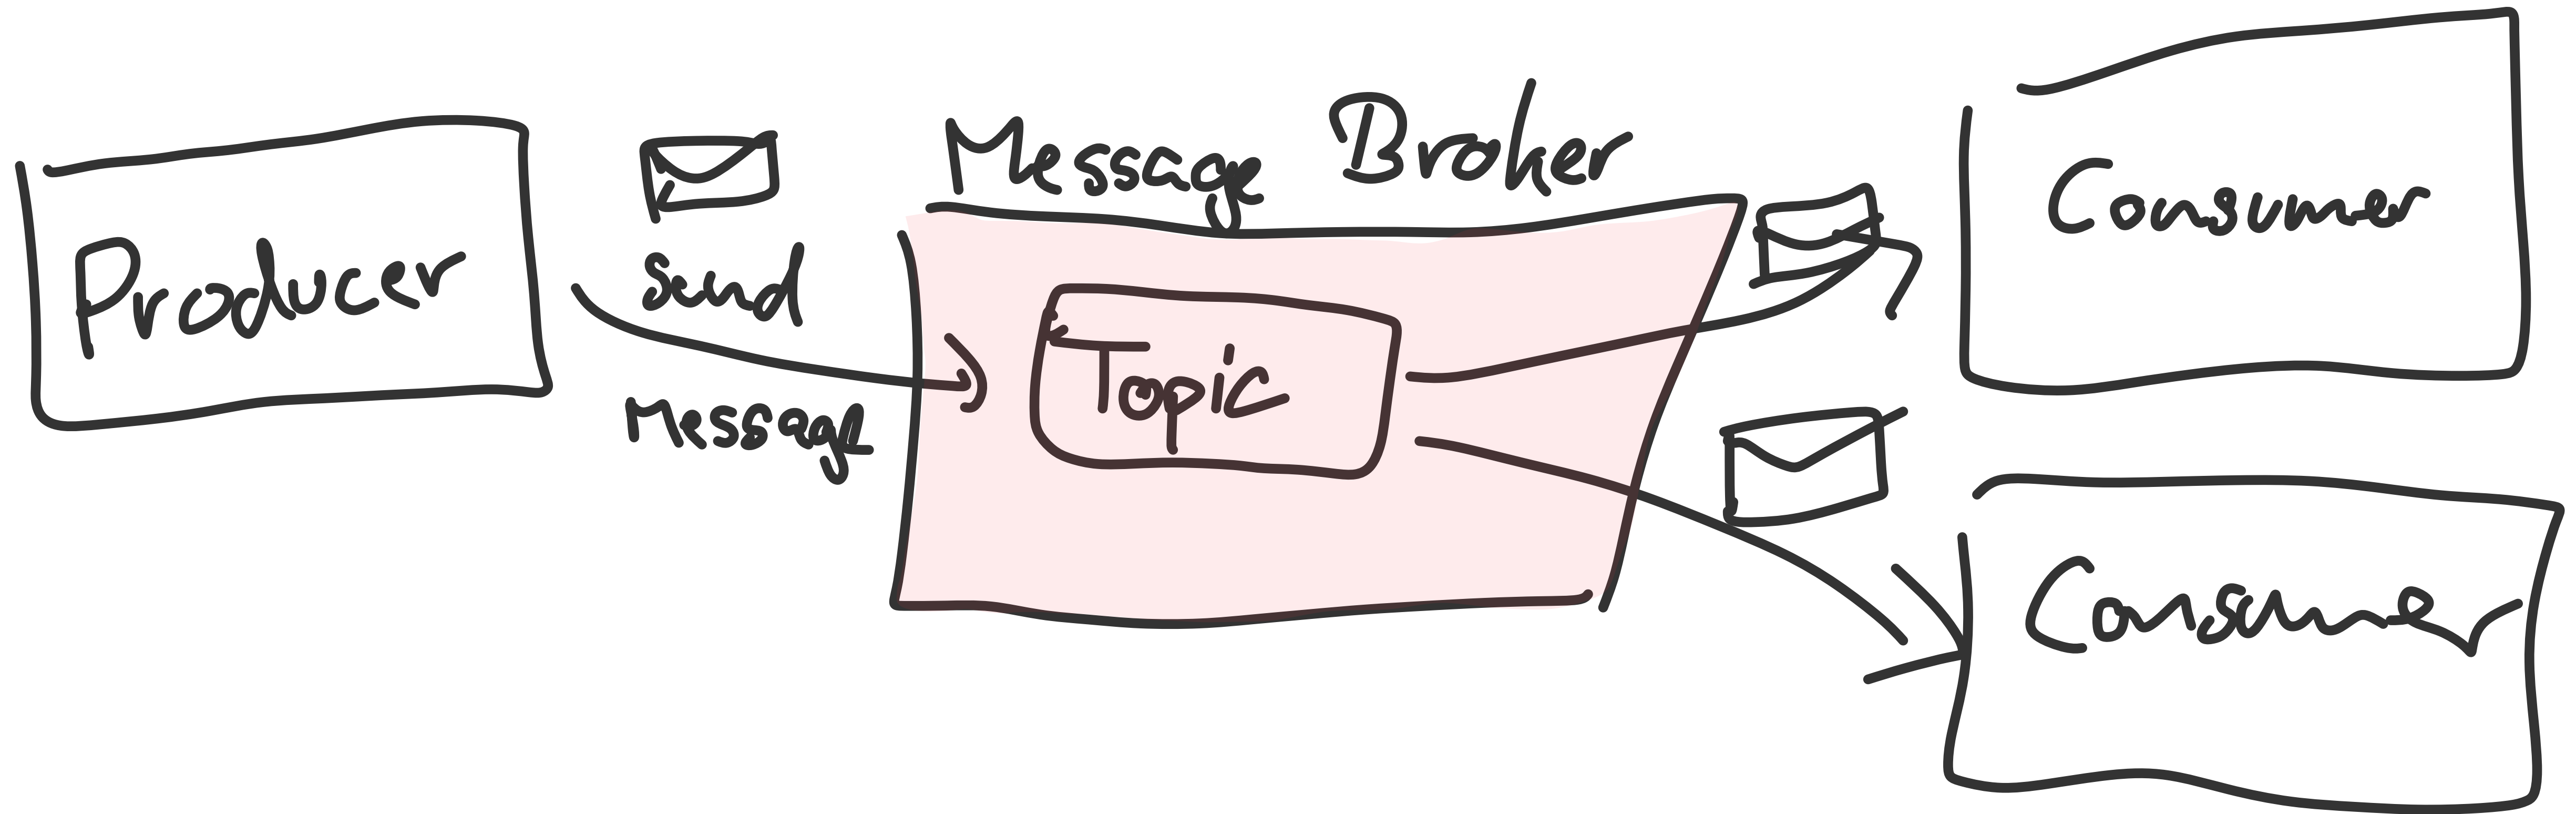 Producer
Send
Message
Message Broker
Topic
Consumer
Consumer